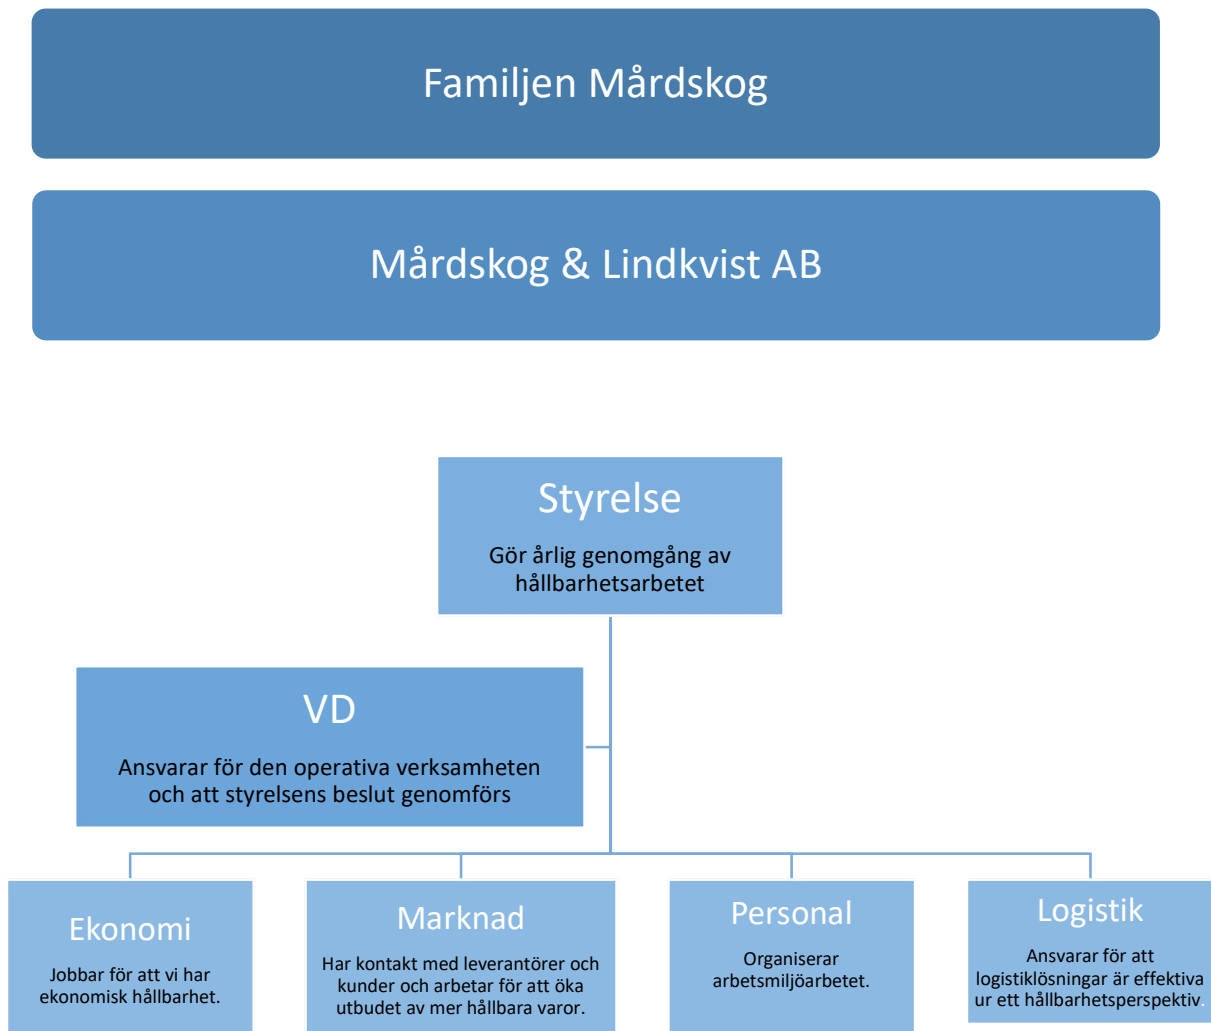 Familjen Mårdskog
Mårdskog & Lindkvist AB
Styrelse
Gör årlig genomgång av
hållbarhetsarbetet
VD
Ansvarar för den operativa verksamheten
och att styrelsens beslut genomförs
Ekonomi
Jobbar för att vi har
ekonomisk hållbarhet.
Marknad
Har kontakt med leverantörer och
kunder och arbetar för att öka
utbudet av mer hållbara varor.
Personal
Organiserar
arbetsmiljöarbetet.
Logistik
Ansvarar för att
logistiklösningar är effektiva
ur ett hållbarhetsperspektiv.